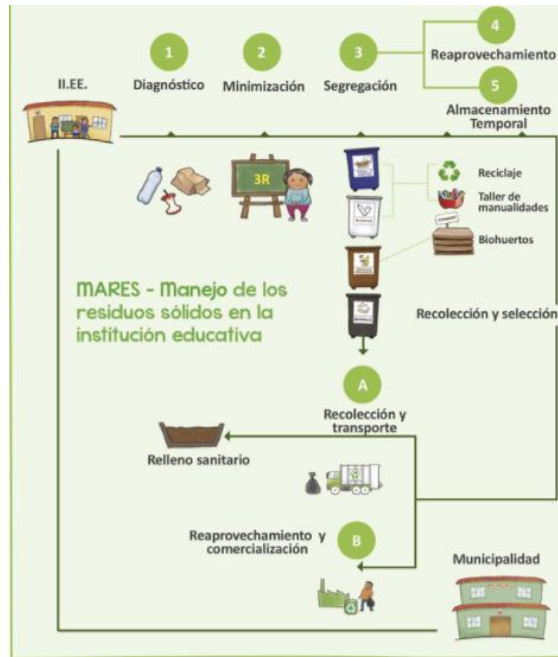 1
2
3
4
5
II.EE.
Diagnóstico
Minimización
Segregación
Reaprovechamiento
Almacenamiento
Temporal
3R
Reciclaje
Taller de
manualidades
Biohuertos
MARES - Manejo de los
residuos sólidos en la
institución educativa
Recolección y selección
A
Recolección y
transporte
Relleno sanitario
Reaprovechamiento y
comercialización
B
Municipalidad